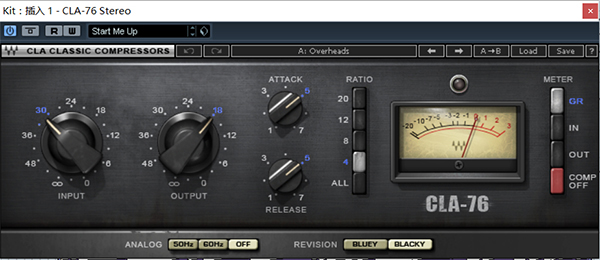 Kit：插入 1 - CLA-76 Stereo
R W Start Me Up
CLA CLASSIC COMPRESSORS A: Overheads A→B Load Save ?
ATTACK RATIO METER
24 30 18 36 12 48 6 ∞ 0
INPUT
24 30 18 36 12 48 6 ∞ 0
OUTPUT
3 5 1 7
3 5 1 7
RELEASE
20
12
8
4
ALL
-20 -10 -7 -5 -3 -2 -1 0 1 2 3
CLA-76
GR
IN
OUT
COMP
OFF
ANALOG 50Hz 60Hz OFF REVISION BLUEY BLACKY